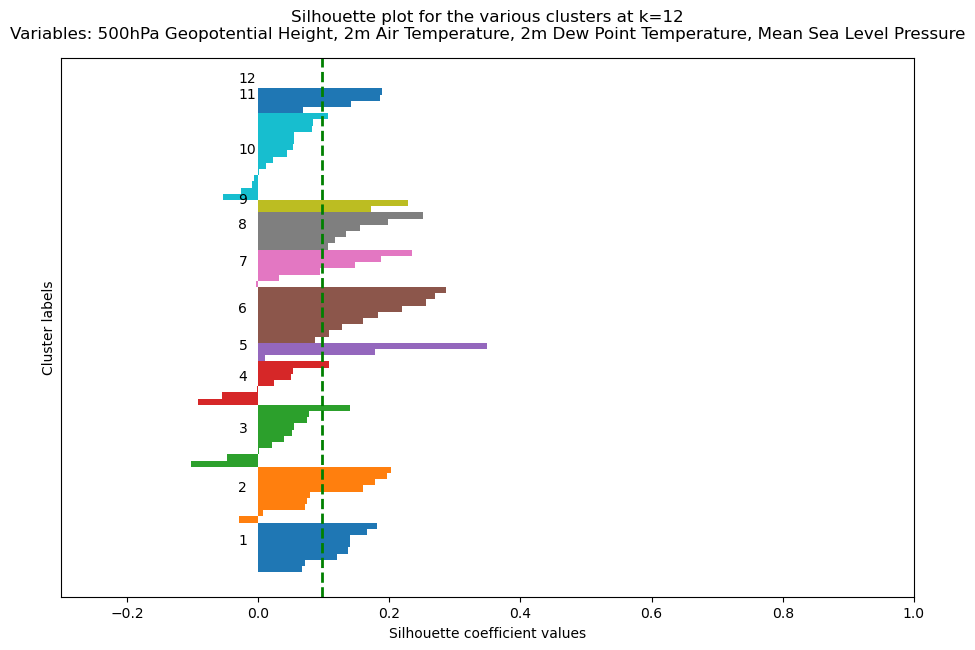 Silhouette plot for the various clusters at k=12
Variables: 500hPa Geopotential Height, 2m Air Temperature, 2m Dew Point Temperature, Mean Sea Level Pressure
12
11
10
9
8
7
6
5
4
3
2
1
Cluster labels
−0.2 0.0 0.2 0.4 0.6 0.8 1.0
Silhouette coefficient values